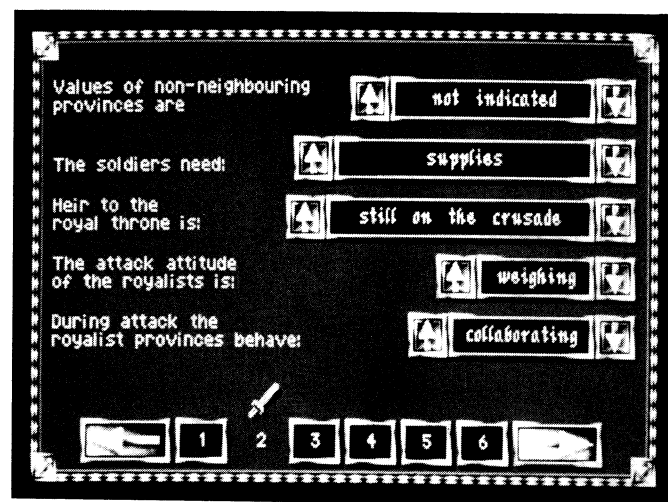 Values of non-neighbouring
provinces are
not indicated
The soldiers need:
supplies
Heir to the
royal throne is:
still on the crusade
The attack attitude
of the royalists is:
weighing
During attack the
royalist provinces behave:
collaborating
1 2 3 4 5 6